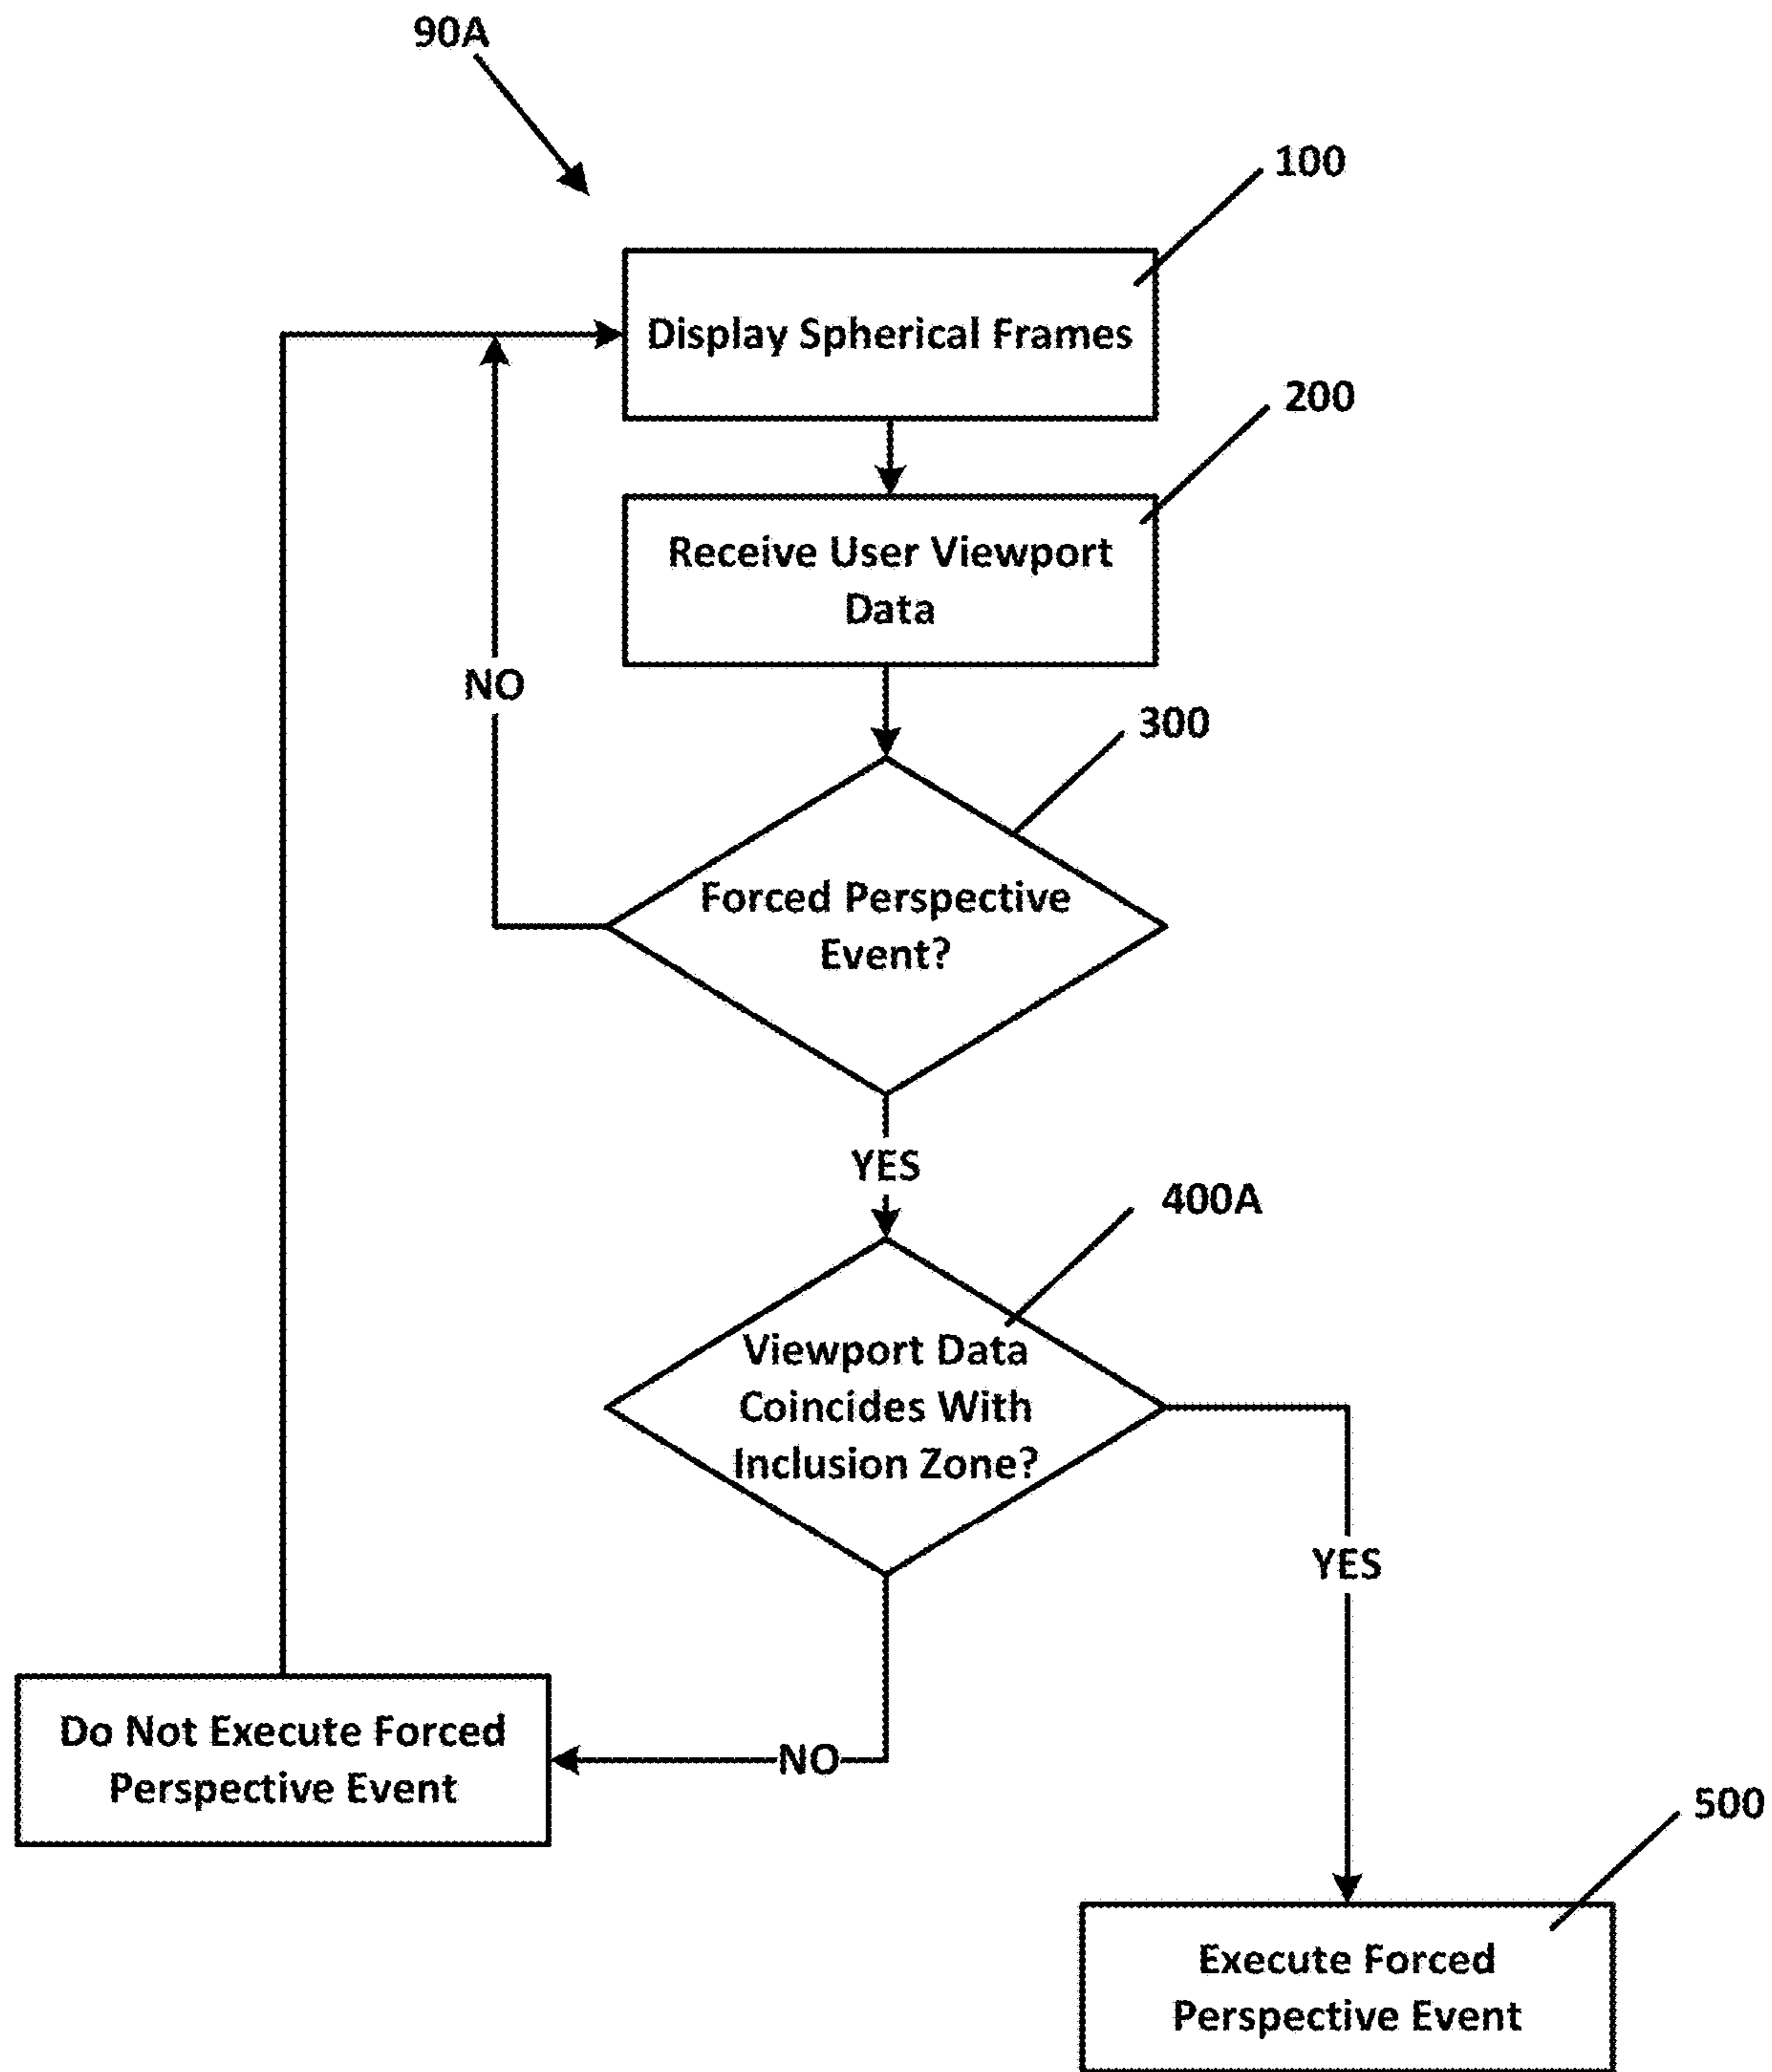 90A
100
Display Spherical Frames
200
Receive User Viewport
Data
NO
300
Forced Perspective
Event?
YES
400A
Viewport Data
Coincides With
Inclusion Zone?
YES
Do Not Execute Forced
Perspective Event
NO
500
Execute Forced
Perspective Event